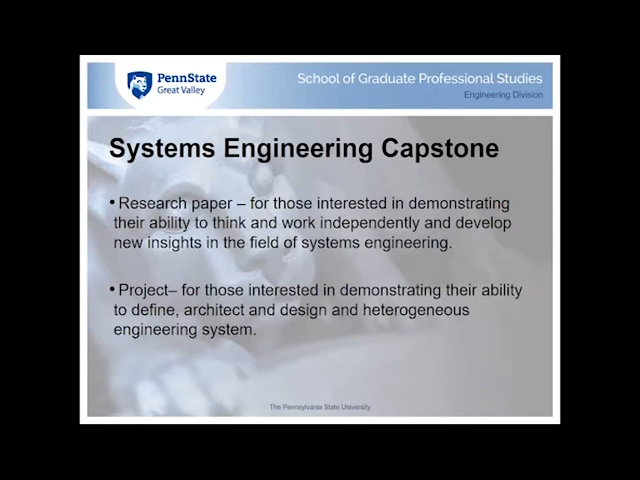 PennState
Great Valley
School of Graduate Professional Studies
Engineering Division
Systems Engineering Capstone
• Research paper – for those interested in demonstrating
their ability to think and work independently and develop
new insights in the field of systems engineering.
• Project– for those interested in demonstrating their ability
to define, architect and design and heterogeneous
engineering system.
The Pennsylvania State University